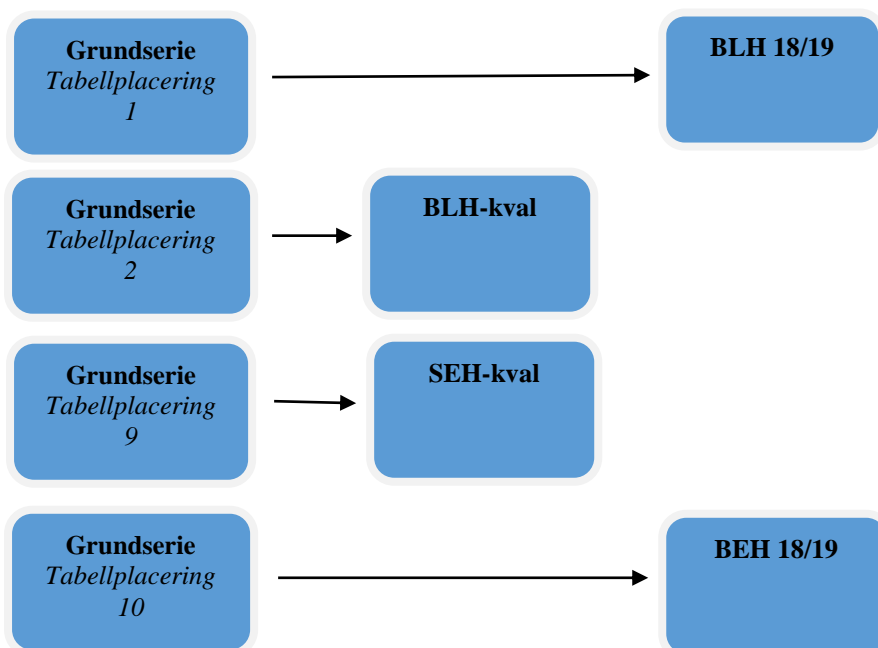 Grundserie
Tabellplacering
1
BLH 18/19
Grundserie
Tabellplacering
2
BLH-kval
Grundserie
Tabellplacering
9
SEH-kval
Grundserie
Tabellplacering
10
BEH 18/19